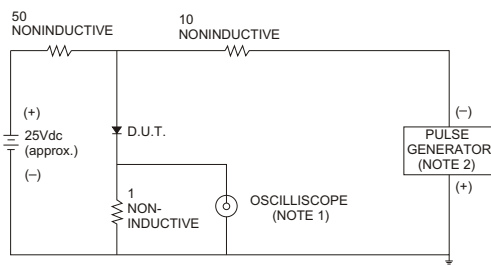 50
NONINDUCTIVE
10
NONINDUCTIVE
(+)
25Vdc
(approx.)
(–)
D.U.T.
1
NON-
INDUCTIVE
OSCILLISCOPE
(NOTE 1)
(–)
PULSE
GENERATOR
(NOTE 2)
(+)